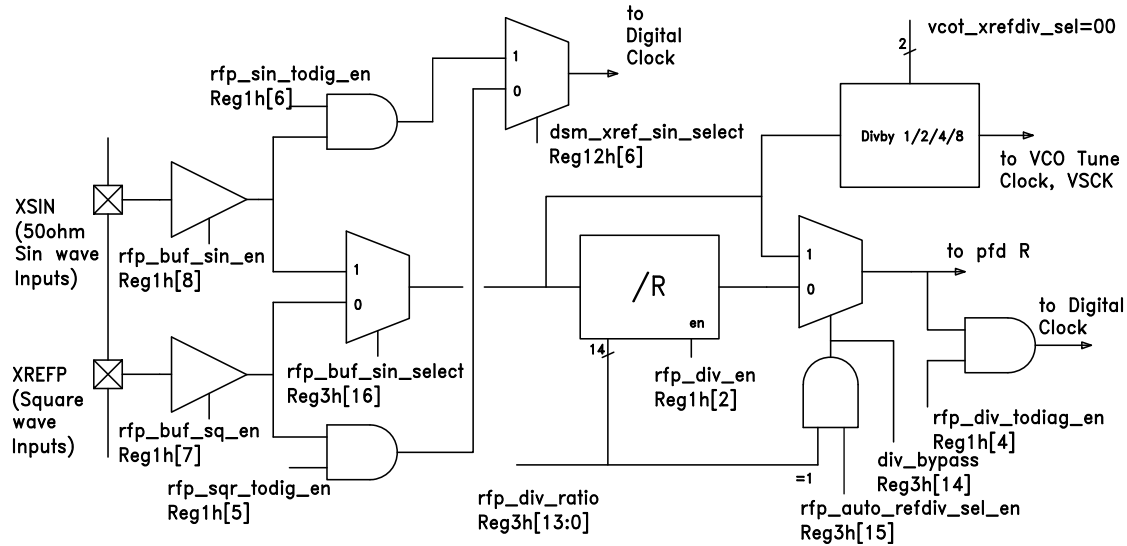 to
Digital
Clock
vcot_xrefdiv_sel=00
2
rfp_sin_todig_en
Reg1h[6]
1
0
dsm_xref_sin_select
Reg12h[6]
Divby 1/2/4/8
to VCO Tune
Clock, VSCK
XSIN
(50ohm
Sin wave
Inputs)
rfp_buf_sin_en
Reg1h[8]
1
0
/R
en
1
0
to pfd R
to Digital
Clock
14
rfp_buf_sin_select
Reg3h[16]
rfp_div_en
Reg1h[2]
XREFP
(Square
wave
Inputs)
rfp_buf_sq_en
Reg1h[7]
rfp_div_todiag_en
Reg1h[4]
div_bypass
Reg3h[14]
rfp_sqr_todig_en
Reg1h[5]
=1
rfp_div_ratio
Reg3h[13:0]
rfp_auto_refdiv_sel_en
Reg3h[15]